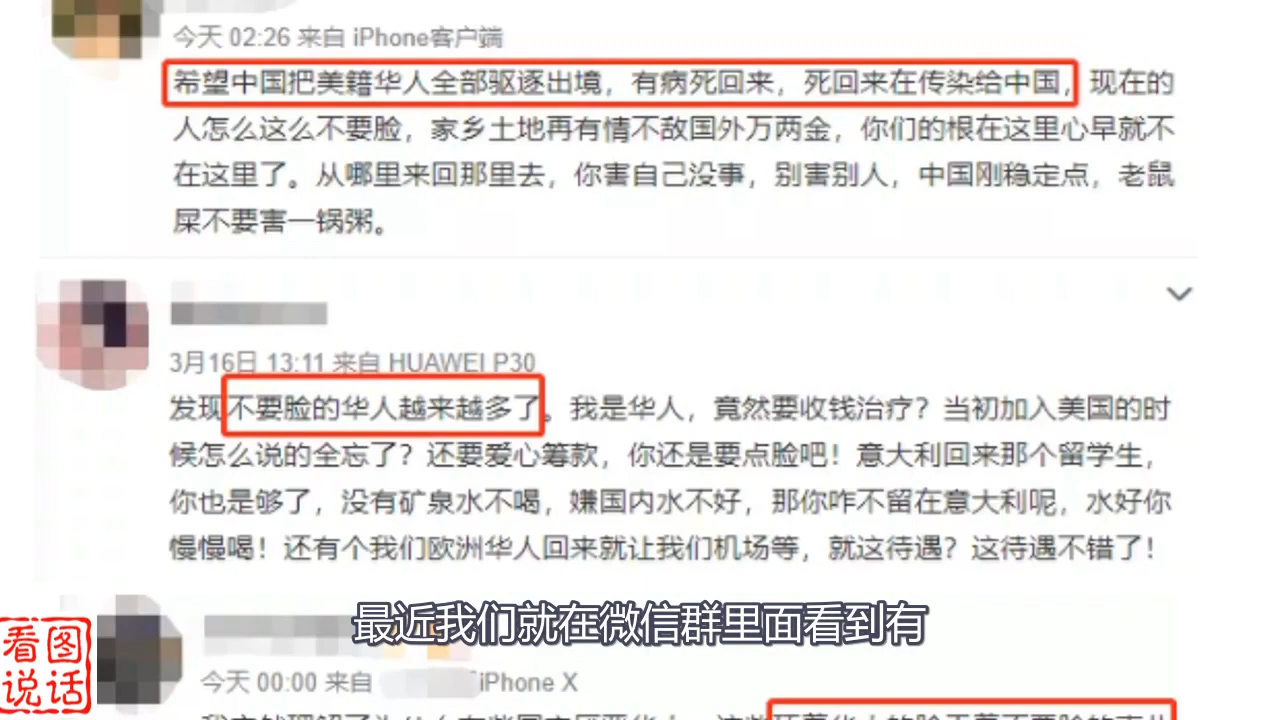 今天 02:26 来自 iPhone客户端
希望中国把美籍华人全部驱逐出境，有病死回来，死回来在传染给中国，现在的
人怎么这么不要脸，家乡土地再有情不敌国外万两金，你们的根在这里心早就不
在这里了。从哪里来回那里去，你害自己没事，别害别人，中国刚稳定点，老鼠
屎不要害一锅粥。
3月16日 13:11 来自 HUAWEI P30
发现不要脸的华人越来越多了。我是华人，竟然要收钱治疗？当初加入美国的时
候怎么说的全忘了？还要爱心筹款，你还是要点脸吧！意大利回来那个留学生，
你也是够了，没有矿泉水不喝，嫌国内水不好，那你咋不留在意大利呢，水好你
慢慢喝！还有个我们欧洲华人回来就让我们机场等，就这待遇？这待遇不错了！
最近我们就在微信群里面看到有
看图
说话
今天 00:00 来自 iPhone X